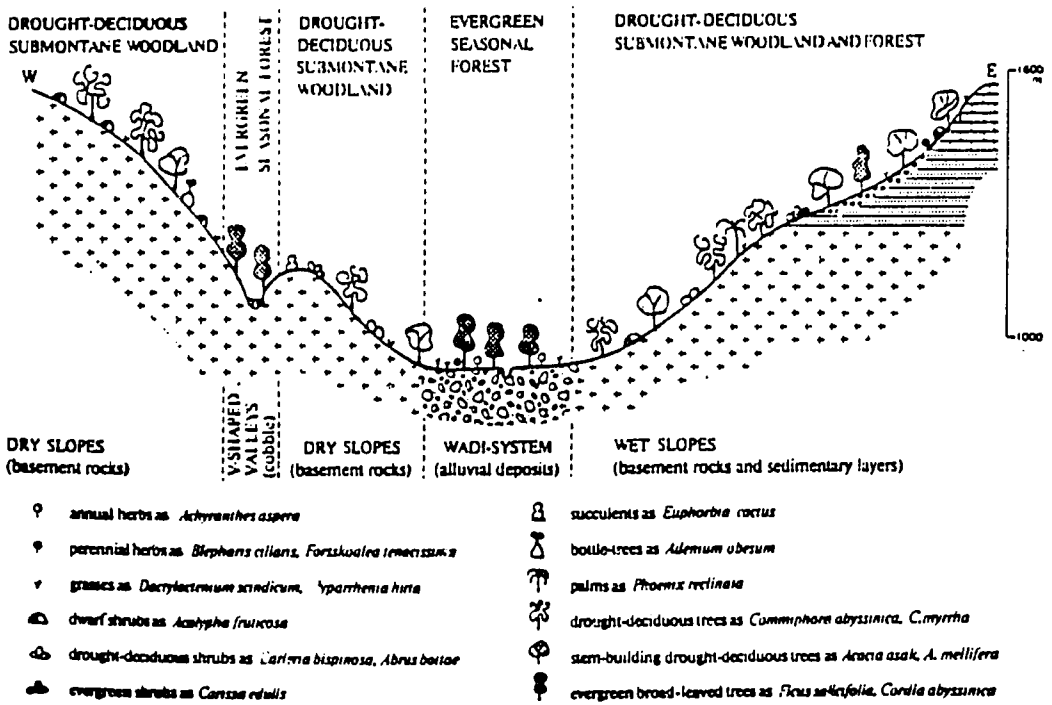 DROUGHT-DECIDUOUS
SUBMONTANE WOODLAND
EVERGREEN
SEASONAL FOREST
DROUGHT-
DECIDUOUS
SUBMONTANE
WOODLAND
EVERGREEN
SEASONAL
FOREST
DROUGHT-DECIDUOUS
SUBMONTANE WOODLAND AND FOREST
W
E
1600
m
1000
DRY SLOPES
(basement rocks)
V-SHAPED
VALLEYS
(cobble)
DRY SLOPES
(basement rocks)
WADI-SYSTEM
(alluvial deposits)
WET SLOPES
(basement rocks and sedimentary layers)
annual herbs as Achyranthes aspera
perennial herbs as Blepharis ciliaris, Forsskoalea tenacissima
grasses as Dactyloctenium scindicum, yparrhenia hirta
dwarf shrubs as Acalypha fruticosa
drought-deciduous shrubs as bispinosa, Abrus bottae
evergreen shrubs as Carissa edulis
succulents as Euphorbia cactus
bottle-trees as Adenium obesum
palms as Phoenix reclinata
drought-deciduous trees as Commiphora abyssinica, C.myrrha
stem-building drought-deciduous trees as Acacia asak, A. mellifera
evergreen broad-leaved trees as Ficus salicifolia, Cordia abyssinica